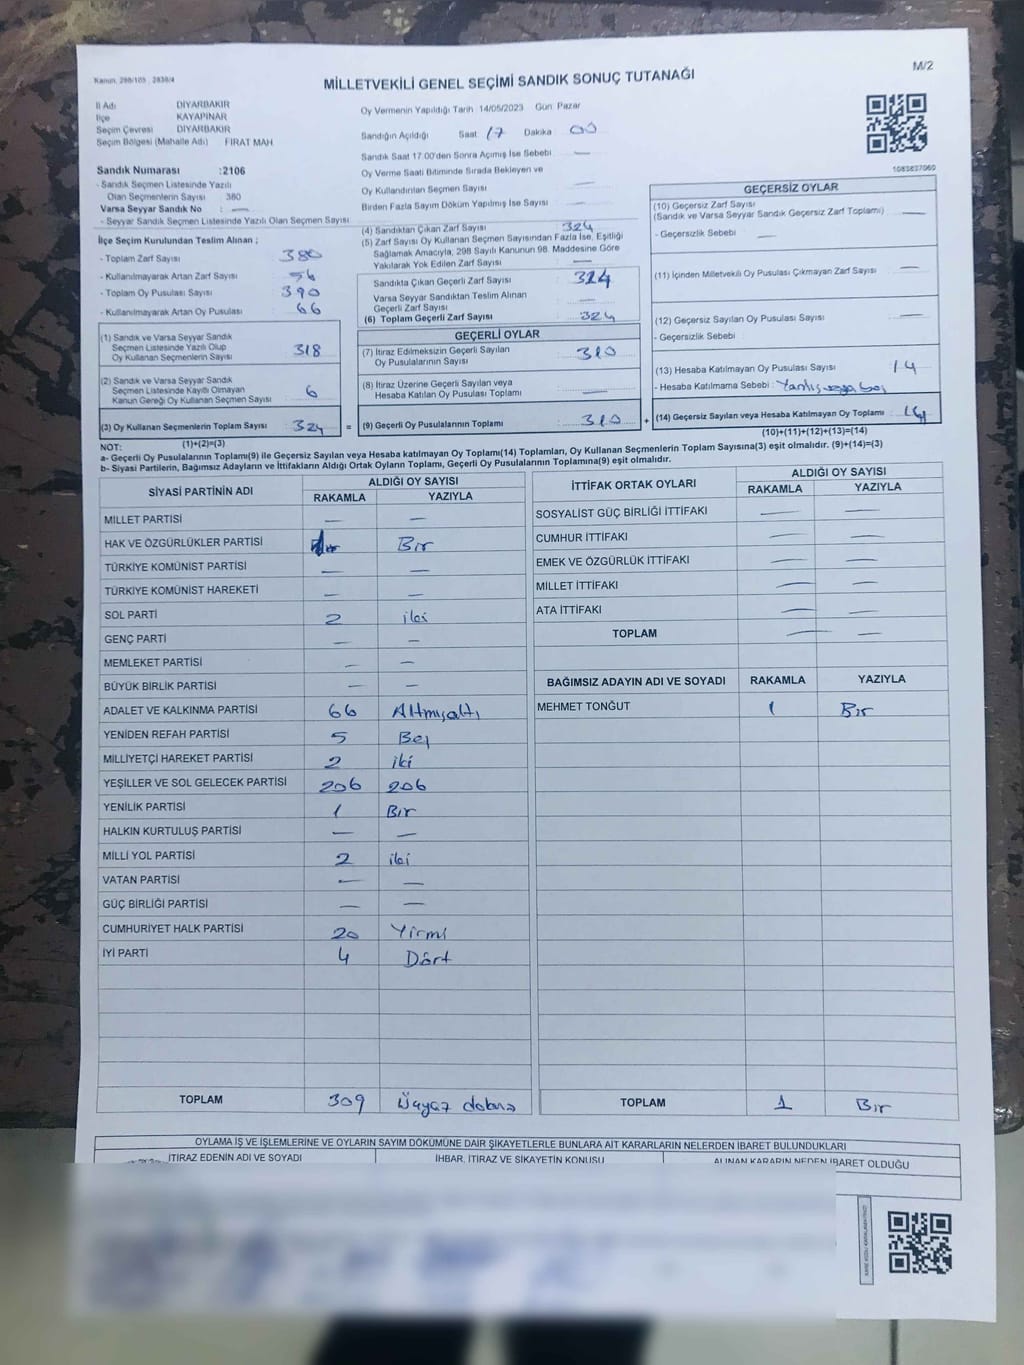 Kanun: 298/105 , 2839/4
MİLLETVEKİLİ GENEL SEÇİMİ SANDIK SONUÇ TUTANAĞI
M/2
İl Adı DİYARBAKIR
İlçe KAYAPINAR
Seçim Çevresi DİYARBAKIR
Seçim Bölgesi (Mahalle Adı) FIRAT MAH.
Sandık Numarası :2106
- Sandık Seçmen Listesinde Yazılı
Olan Seçmenlerin Sayısı 380
Varsa Seyyar Sandık No : —
- Seyyar Sandık Seçmen Listesinde Yazılı Olan Seçmen Sayısı
Oy Vermenin Yapıldığı Tarih 14/05/2023 Gün: Pazar
Sandığın Açıldığı Saat 17 Dakika 00
Sandık Saat 17.00'den Sonra Açılmış İse Sebebi —
Oy Verme Saati Bitiminde Sırada Bekleyen ve
Oy Kullandırılan Seçmen Sayısı —
Birden Fazla Sayım Döküm Yapılmış İse Sayısı —
1083837060
İlçe Seçim Kurulundan Teslim Alınan ;
- Toplam Zarf Sayısı 380
- Kullanılmayarak Artan Zarf Sayısı 56
- Toplam Oy Pusulası Sayısı 390
- Kullanılmayarak Artan Oy Pusulası 66
(4) Sandıktan Çıkan Zarf Sayısı 324
(5) Zarf Sayısı Oy Kullanan Seçmen Sayısından Fazla İse, Eşitliği
Sağlamak Amacıyla, 298 Sayılı Kanunun 98. Maddesine Göre
Yakılarak Yok Edilen Zarf Sayısı —
Sandıkta Çıkan Geçerli Zarf Sayısı 324
Varsa Seyyar Sandıktan Teslim Alınan
Geçerli Zarf Sayısı —
(6) Toplam Geçerli Zarf Sayısı 324
GEÇERSİZ OYLAR
(10) Geçersiz Zarf Sayısı
(Sandık ve Varsa Seyyar Sandık Geçersiz Zarf Toplamı) —
- Geçersizlik Sebebi —
(11) İçinden Milletvekili Oy Pusulası Çıkmayan Zarf Sayısı —
(12) Geçersiz Sayılan Oy Pusulası Sayısı —
- Geçersizlik Sebebi
(13) Hesaba Katılmayan Oy Pusulası Sayısı 14
- Hesaba Katılmama Sebebi : Yanlış veya boş
(14) Geçersiz Sayılan veya Hesaba Katılmayan Oy Toplamı 14
(10)+(11)+(12)+(13)=(14)
(1) Sandık ve Varsa Seyyar Sandık
Seçmen Listesinde Yazılı Olup
Oy Kullanan Seçmenlerin Sayısı 318
(2) Sandık ve Varsa Seyyar Sandık
Seçmen Listesinde Kayıtlı Olmayan
Kanun Gereği Oy Kullanan Seçmen Sayısı 6
(3) Oy Kullanan Seçmenlerin Toplam Sayısı 324 =
(1)+(2)=(3)
GEÇERLİ OYLAR
(7) İtiraz Edilmeksizin Geçerli Sayılan
Oy Pusulalarının Sayısı 310
(8) İtiraz Üzerine Geçerli Sayılan veya
Hesaba Katılan Oy Pusulası Toplamı —
(9) Geçerli Oy Pusulalarının Toplamı 310 +
NOT:
a- Geçerli Oy Pusulalarının Toplamı(9) ile Geçersiz Sayılan veya Hesaba katılmayan Oy Toplamı(14) Toplamları, Oy Kullanan Seçmenlerin Toplam Sayısına(3) eşit olmalıdır. (9)+(14)=(3)
b- Siyasi Partilerin, Bağımsız Adayların ve İttifakların Aldığı Ortak Oyların Toplamı, Geçerli Oy Pusulalarının Toplamına(9) eşit olmalıdır.
SİYASİ PARTİNİN ADI ALDIĞI OY SAYISI
RAKAMLA YAZIYLA
MİLLET PARTİSİ — —
HAK VE ÖZGÜRLÜKLER PARTİSİ Bir
TÜRKİYE KOMÜNİST PARTİSİ — —
TÜRKİYE KOMÜNİST HAREKETİ — —
SOL PARTİ 2 iki
GENÇ PARTİ — —
MEMLEKET PARTİSİ — —
BÜYÜK BİRLİK PARTİSİ — —
ADALET VE KALKINMA PARTİSİ 66 Altmışaltı
YENİDEN REFAH PARTİSİ 5 Beş
MİLLİYETÇİ HAREKET PARTİSİ 2 iki
YEŞİLLER VE SOL GELECEK PARTİSİ 206 206
YENİLİK PARTİSİ 1 Bır
HALKIN KURTULUŞ PARTİSİ — —
MİLLİ YOL PARTİSİ 2 iki
VATAN PARTİSİ — —
GÜÇ BİRLİĞİ PARTİSİ — —
CUMHURİYET HALK PARTİSİ 20 Yirmi
İYİ PARTİ 4 Dört
TOPLAM 309
İTTİFAK ORTAK OYLARI ALDIĞI OY SAYISI
RAKAMLA YAZIYLA
SOSYALİST GÜÇ BİRLİĞİ İTTİFAKI — —
CUMHUR İTTİFAKI — —
EMEK VE ÖZGÜRLÜK İTTİFAKI — —
MİLLET İTTİFAKI — —
ATA İTTİFAKI — —
TOPLAM — —
BAĞIMSIZ ADAYIN ADI VE SOYADI RAKAMLA YAZIYLA
MEHMET TONĞUT 1 Bır
TOPLAM 1 Bır
OYLAMA İŞ VE İŞLEMLERİNE VE OYLARIN SAYIM DÖKÜMÜNE DAİR ŞİKAYETLERLE BUNLARA AİT KARARLARIN NELERDEN İBARET BULUNDUKLARI
İTİRAZ EDENİN ADI VE SOYADI İHBAR, İTİRAZ VE ŞİKAYETİN KONUSU ALINAN KARARIN NEDEN İBARET OLDUĞU